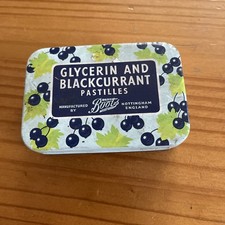 GLYCERIN AND
BLACKCURRANT
PASTILLES
MANUFACTURED BY Boots NOTTINGHAM ENGLAND